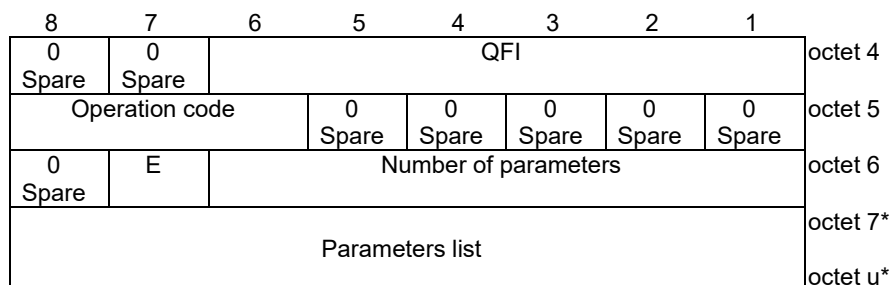 8 7 6 5 4 3 2 1
0 0 QFI octet 4
Spare Spare
Operation code 0 0 0 0 0 octet 5
Spare Spare Spare Spare Spare
0 E Number of parameters octet 6
Spare
octet 7*
Parameters list
octet u*